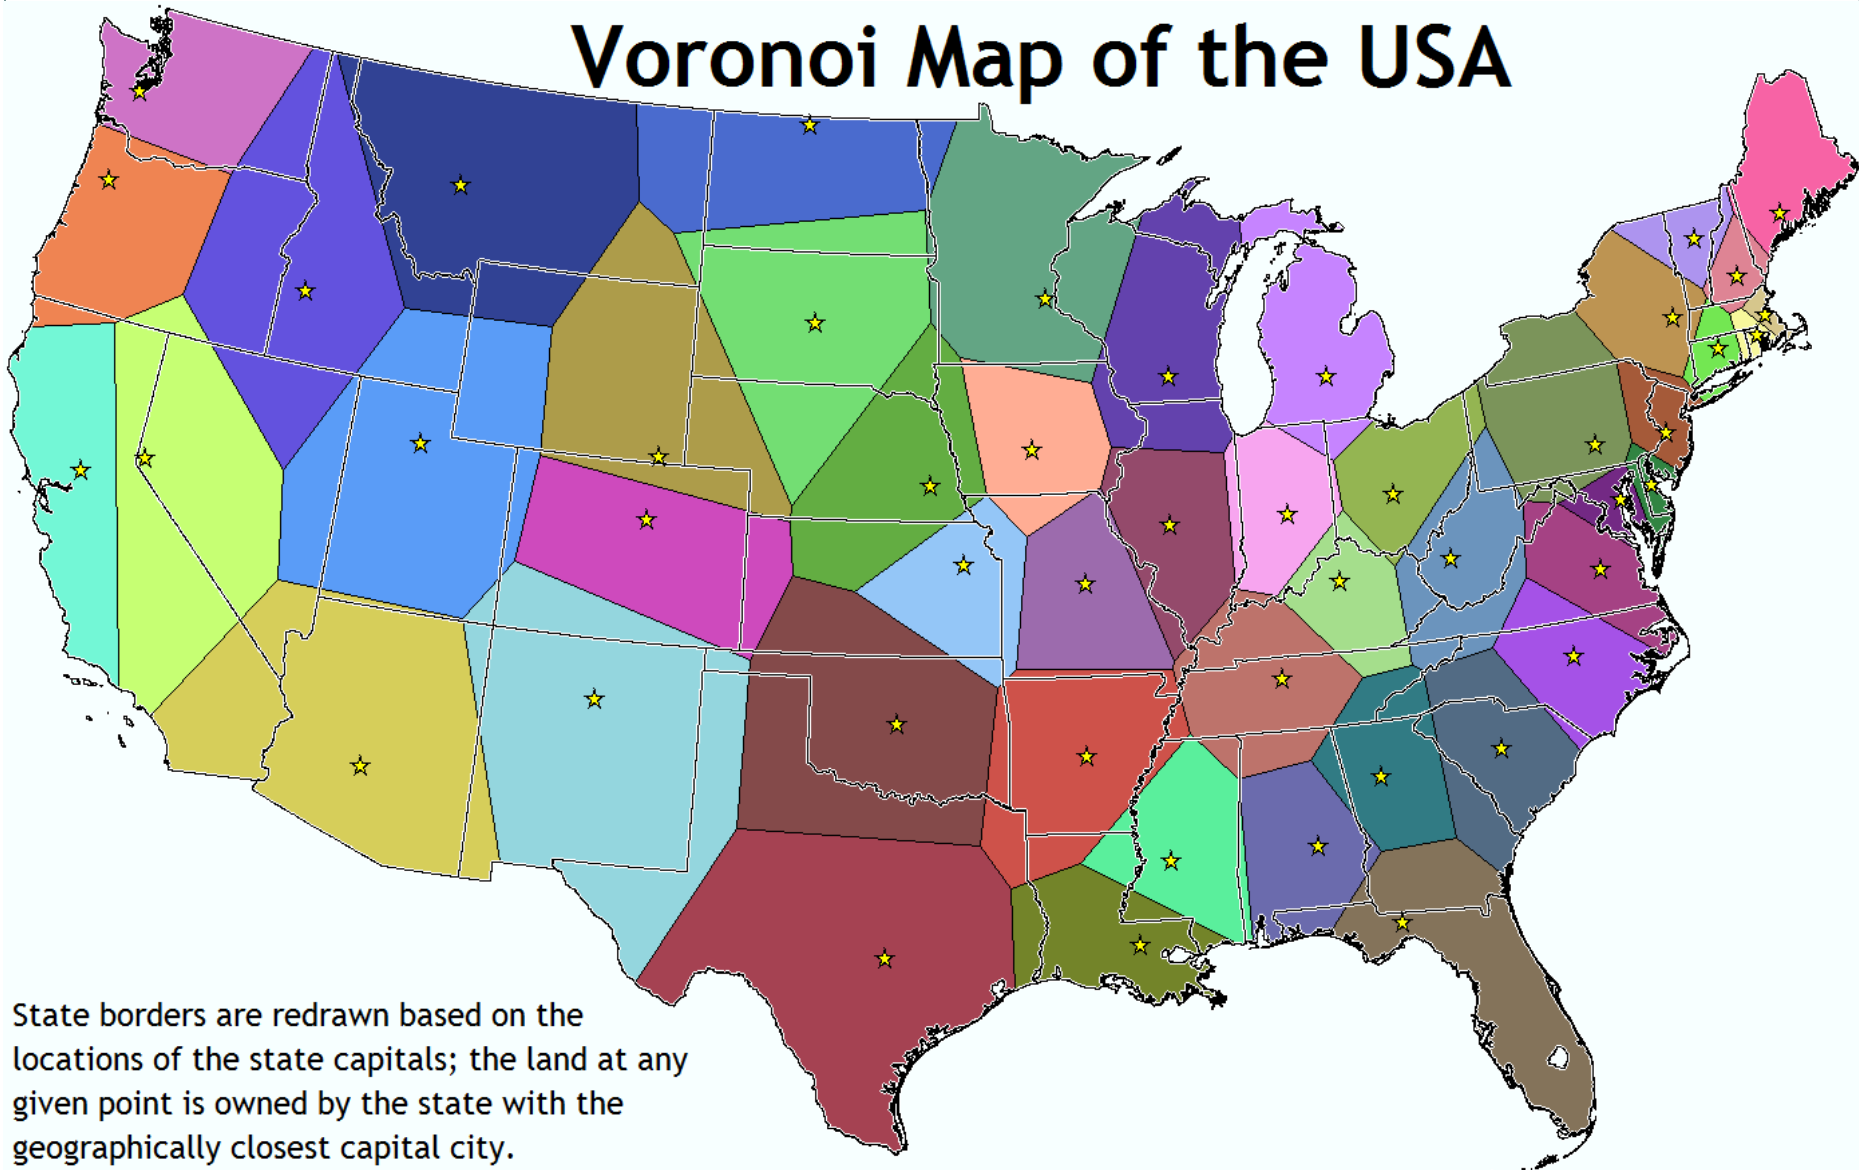 Voronoi Map of the USA
State borders are redrawn based on the
locations of the state capitals; the land at any
given point is owned by the state with the
geographically closest capital city.